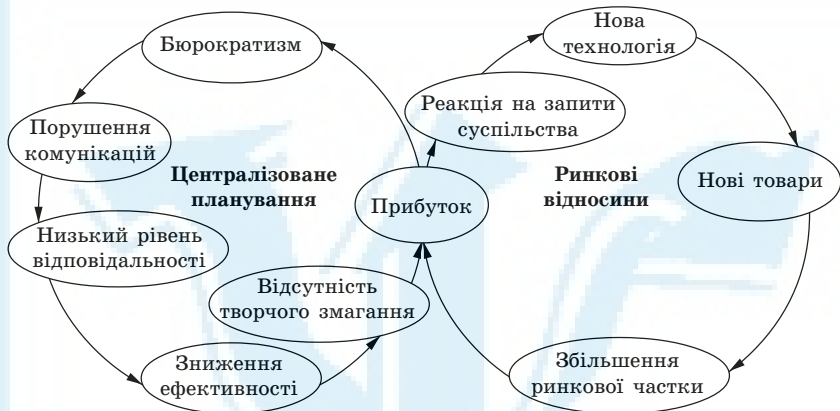 Бюрократизм
Порушення
комунікацій
Низький рівень
відповідальності
Зниження
ефективності
Відсутність
творчого змагання
Централізоване
планування
Прибуток
Реакція на запити
суспільства
Нова
технологія
Нові товари
Збільшення
ринкової частки
Ринкові
відносини